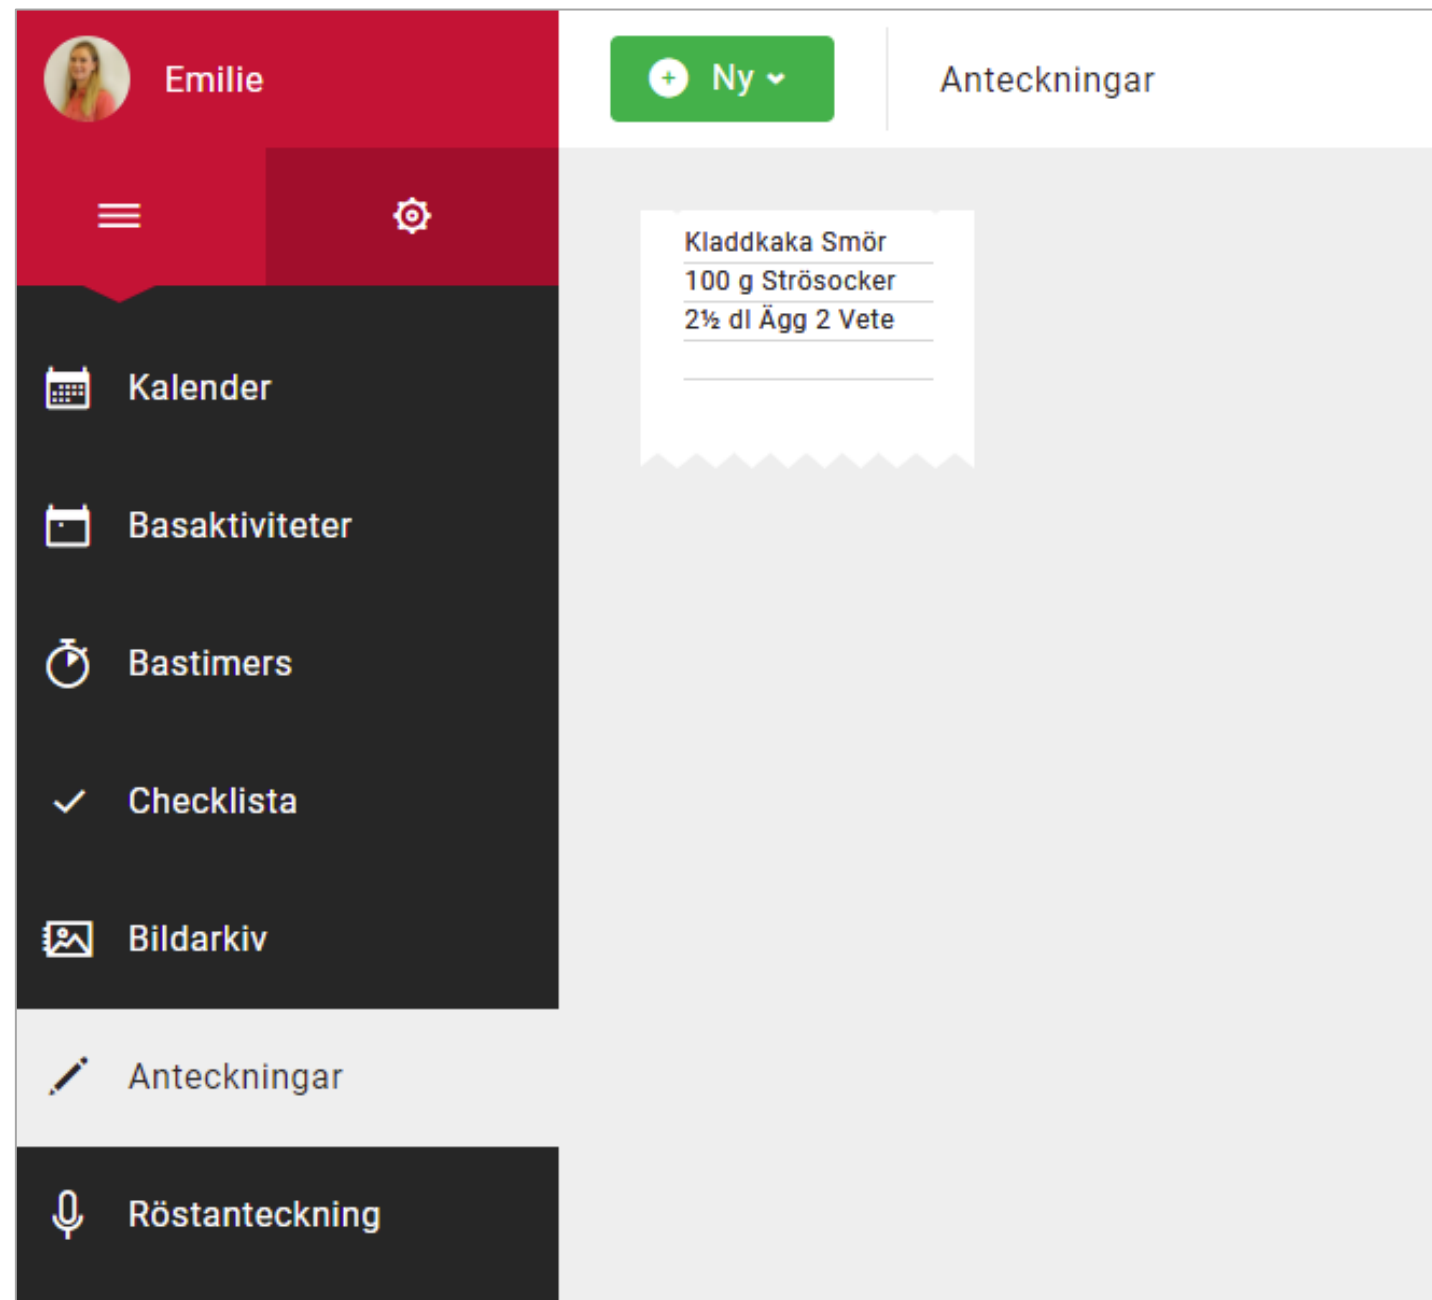 Emilie
Ny
Anteckningar
Kladdkaka Smör
100 g Strösocker
2½ dl Ägg 2 Vete
Kalender
Basaktiviteter
Bastimers
Checklista
Bildarkiv
Anteckningar
Röstanteckning